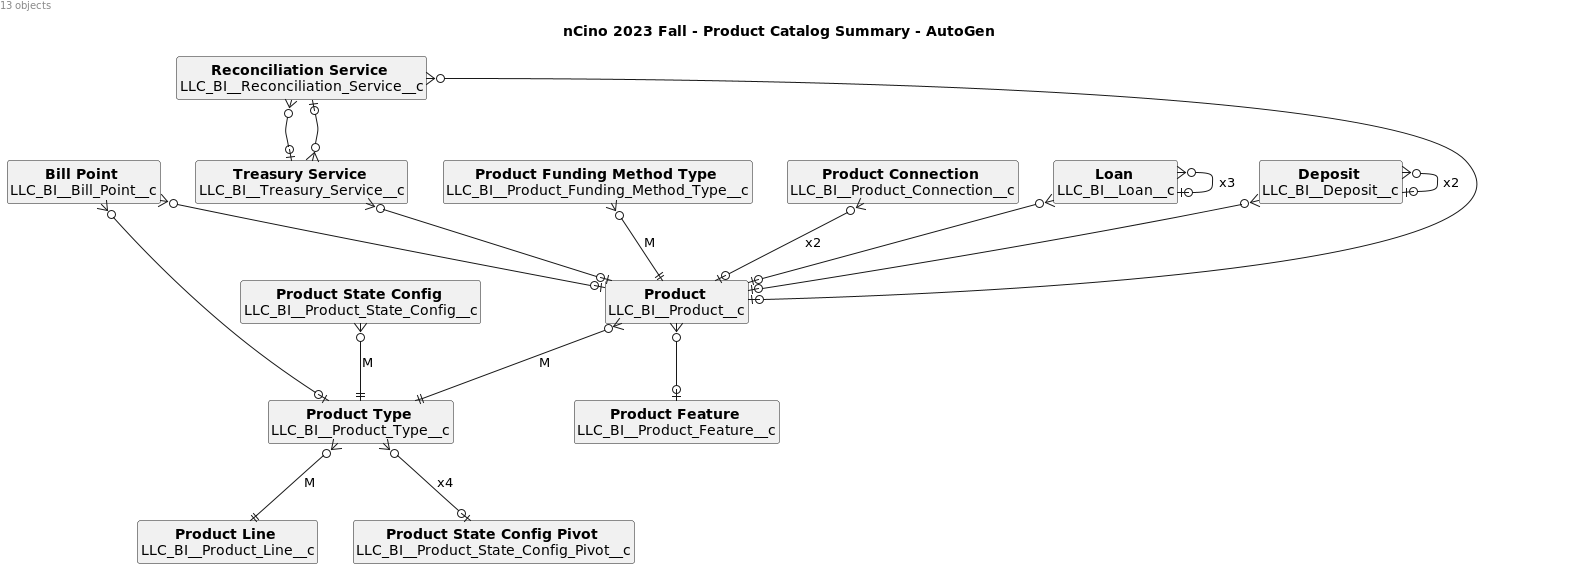 13 objects
nCino 2023 Fall - Product Catalog Summary - AutoGen
Reconciliation Service
LLC_BI__Reconciliation_Service__c
Bill Point
LLC_BI__Bill_Point__c
Treasury Service
LLC_BI__Treasury_Service__c
Product Funding Method Type
LLC_BI__Product_Funding_Method_Type__c
Product Connection
LLC_BI__Product_Connection__c
Loan
LLC_BI__Loan__c
x3
Deposit
LLC_BI__Deposit__c
x2
M
x2
Product State Config
LLC_BI__Product_State_Config__c
Product
LLC_BI__Product__c
M
M
Product Type
LLC_BI__Product_Type__c
Product Feature
LLC_BI__Product_Feature__c
M
x4
Product Line
LLC_BI__Product_Line__c
Product State Config Pivot
LLC_BI__Product_State_Config_Pivot__c